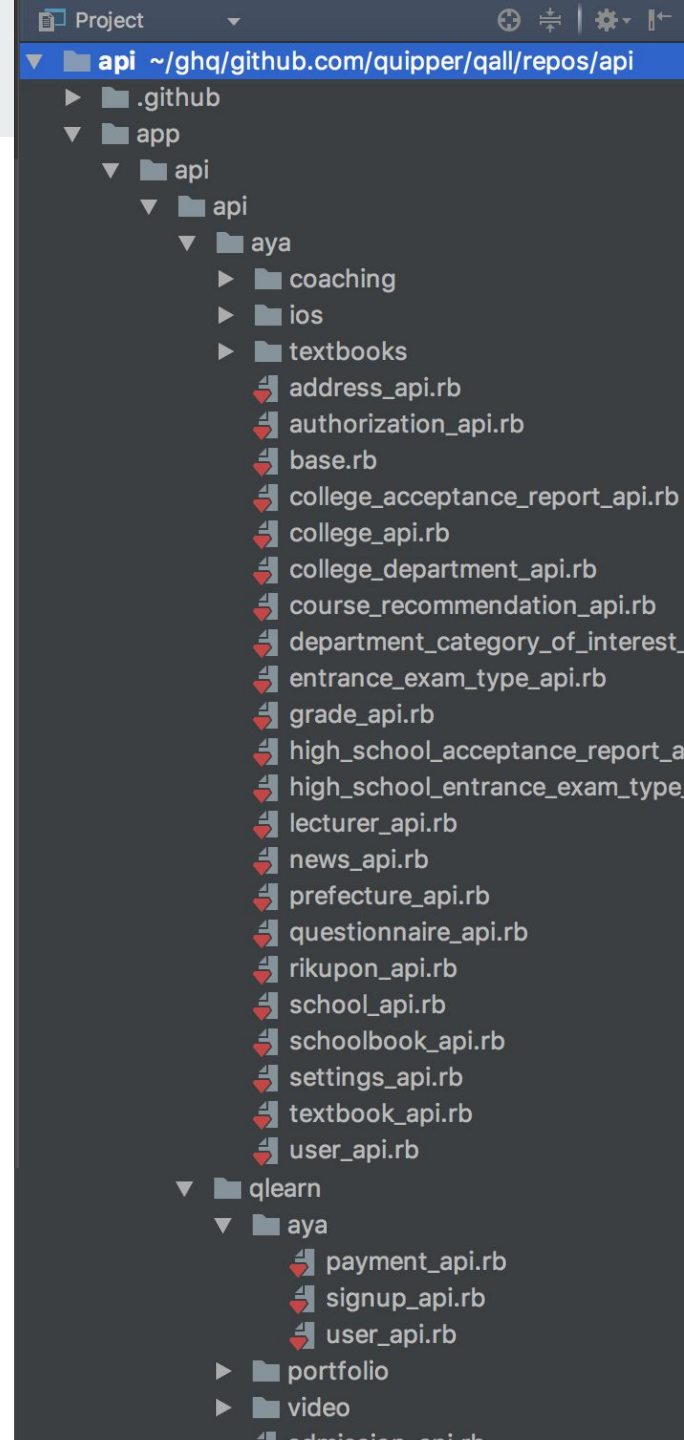 Project
api ~/ghq/github.com/quipper/qall/repos/api
.github
app
api
api
aya
coaching
ios
textbooks
address_api.rb
authorization_api.rb
base.rb
college_acceptance_report_api.rb
college_api.rb
college_department_api.rb
course_recommendation_api.rb
department_category_of_interest_
entrance_exam_type_api.rb
grade_api.rb
high_school_acceptance_report_a
high_school_entrance_exam_type_
lecturer_api.rb
news_api.rb
prefecture_api.rb
questionnaire_api.rb
rikupon_api.rb
school_api.rb
schoolbook_api.rb
settings_api.rb
textbook_api.rb
user_api.rb
qlearn
aya
payment_api.rb
signup_api.rb
user_api.rb
portfolio
video
admission_api.rb